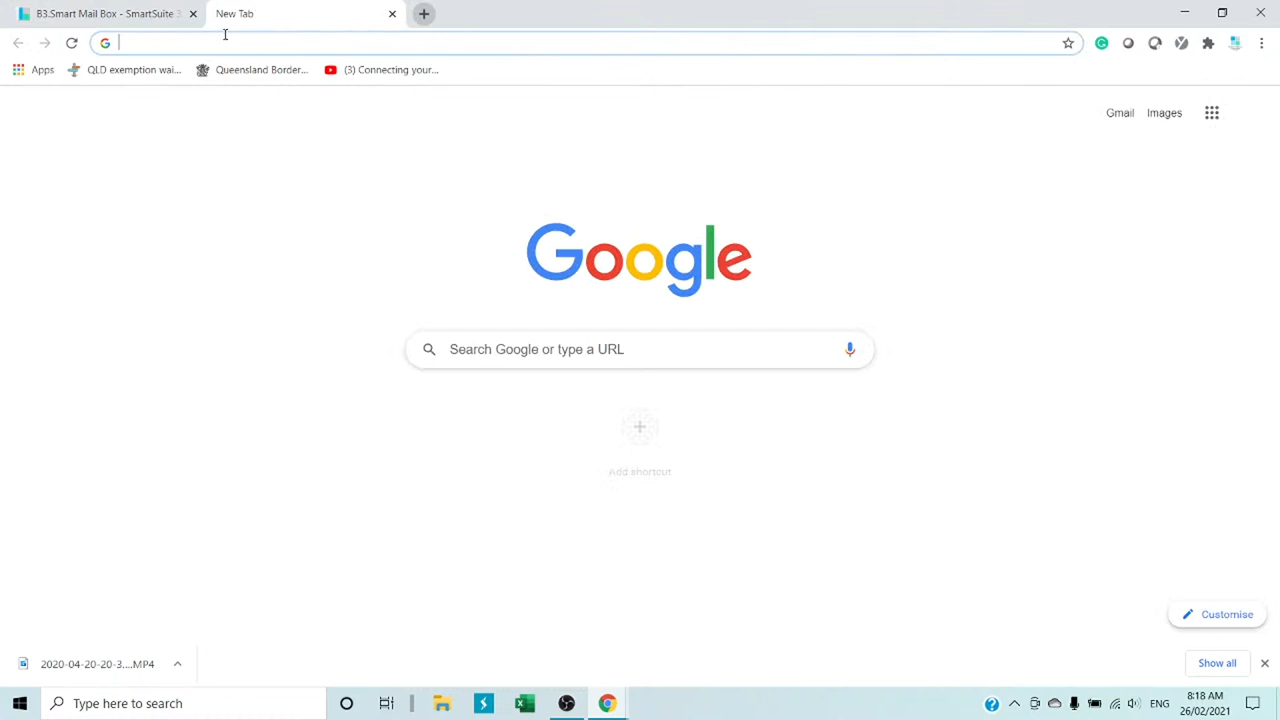 B3.Smart Mail Box - SmartSuite 3
New Tab
Apps
QLD exemption wai...
Queensland Border...
(3) Connecting your...
Gmail
Images
Google
Search Google or type a URL
Add shortcut
Customise
2020-04-20-20-3....MP4
Show all
Type here to search
ENG
8:18 AM
26/02/2021